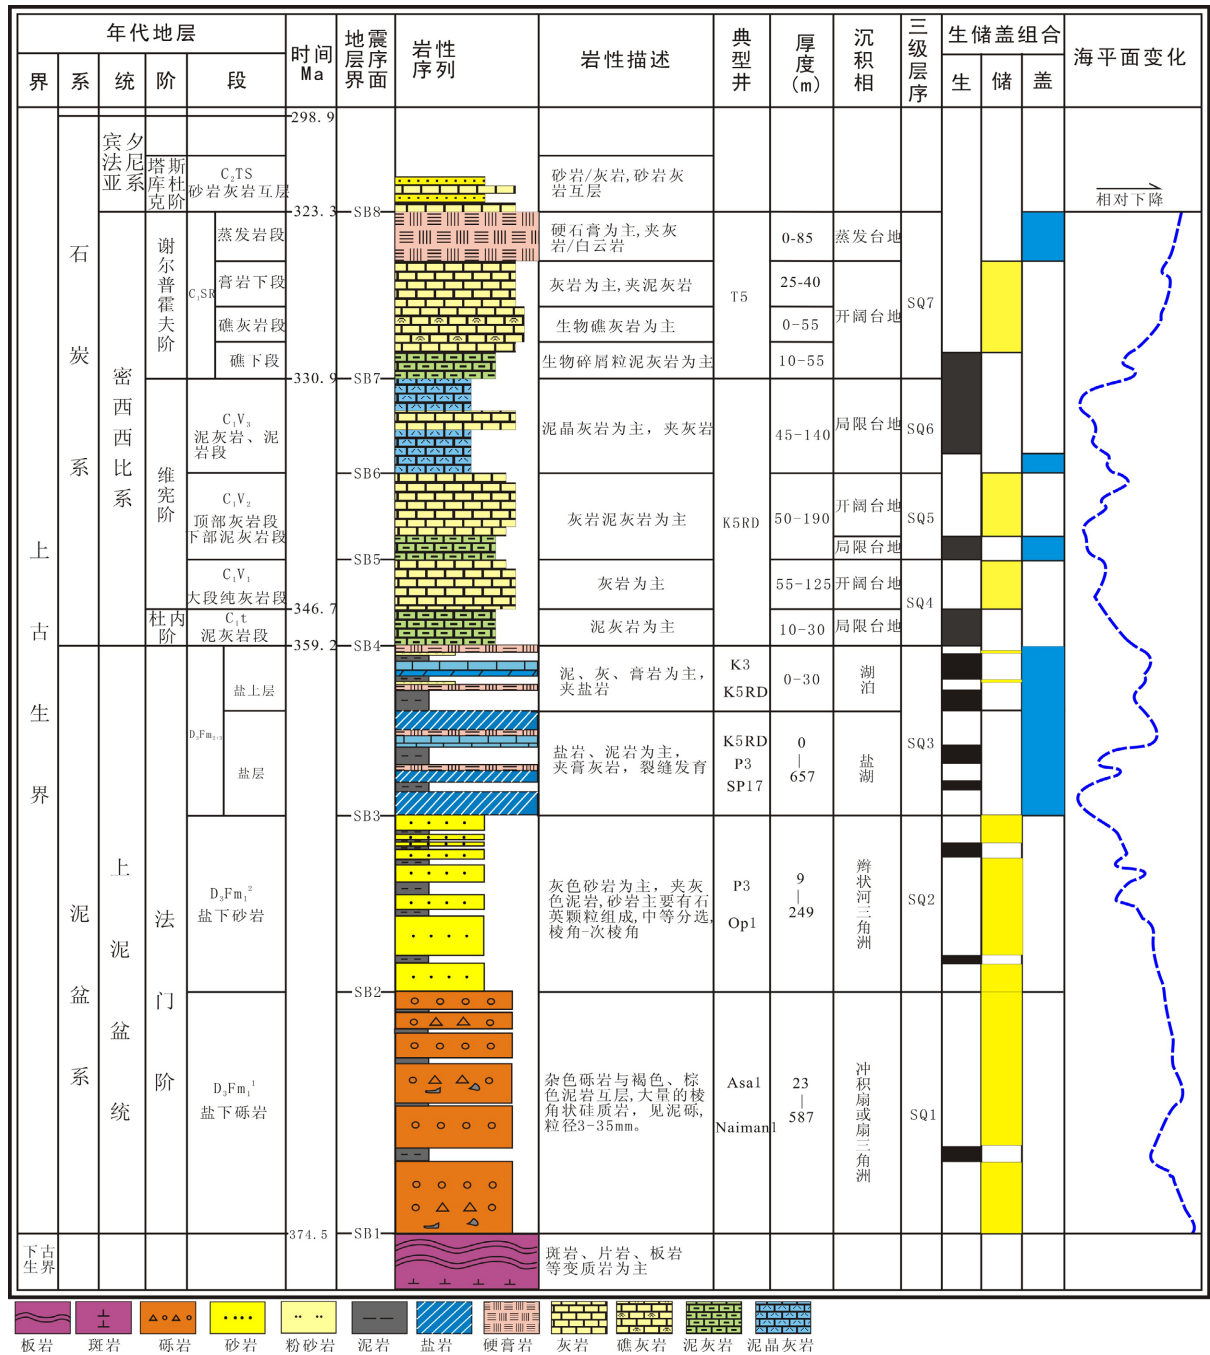 年代地层
界
系
统
阶
段
时间
Ma
地震
层序
界面
岩性
序列
岩性描述
典型井
厚度
(m)
沉积相
三级层序
生储盖组合
生
储
盖
海平面变化
298.9
宾夕
法尼
亚系
塔斯
库杜
克阶
C₂TS
砂岩灰岩互层
砂岩/灰岩,砂岩灰
岩互层
相对下降
323.3
SB8
上古生界
石炭系
密西西比系
谢尔普霍夫阶
C₁SR
蒸发岩段
硬石膏为主,夹灰
岩/白云岩
0-85
蒸发台地
膏岩下段
灰岩为主,夹泥灰岩
25-40
T5
开阔台地
SQ7
礁灰岩段
生物礁灰岩为主
0-55
礁下段
生物碎屑粒泥灰岩为主
10-55
330.9
SB7
维宪阶
C₁V₃
泥灰岩、泥
岩段
泥晶灰岩为主，夹灰岩
45-140
局限台地
SQ6
SB6
C₁V₂
顶部灰岩段
下部泥灰岩段
灰岩泥灰岩为主
K5RD
50-190
开阔台地
局限台地
SQ5
SB5
C₁V₁
大段纯灰岩段
灰岩为主
55-125
开阔台地
SQ4
346.7
杜内
阶
C₁t
泥灰岩段
泥灰岩为主
10-30
局限台地
359.2
SB4
泥盆系
上泥盆统
法门阶
D₃Fm₂₋₃
盐上层
泥、灰、膏岩为主，
夹盐岩
K3
K5RD
0-30
湖泊
SQ3
盐层
盐岩、泥岩为主，
夹膏灰岩，裂缝发育
K5RD
P3
SP17
0
|
657
盐湖
SB3
D₃Fm₁²
盐下砂岩
灰色砂岩为主，夹灰
色泥岩,砂岩主要有石
英颗粒组成,中等分选,
棱角-次棱角
P3
Op1
9
|
249
辫状河三角洲
SQ2
SB2
D₃Fm₁¹
盐下砾岩
杂色砾岩与褐色、棕
色泥岩互层,大量的棱
角状硅质岩，见泥砾,
粒径3-35mm。
Asa1
Naiman1
23
|
587
冲积扇或扇三角洲
SQ1
374.5
SB1
下古
生界
斑岩、片岩、板岩
等变质岩为主
板岩
斑岩
砾岩
砂岩
粉砂岩
泥岩
盐岩
硬膏岩
灰岩
礁灰岩
泥灰岩
泥晶灰岩